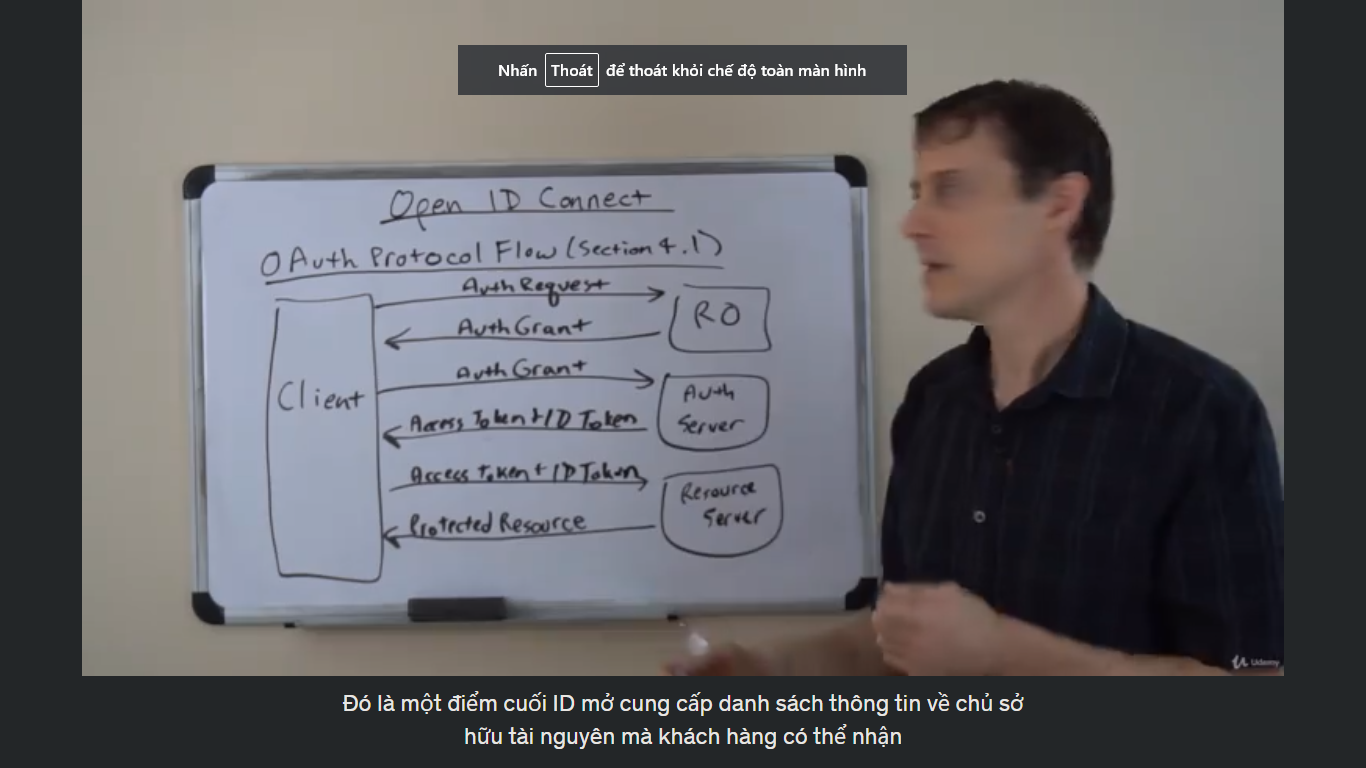 Nhấn Thoát để thoát khỏi chế độ toàn màn hình
Open ID Connect
OAuth Protocol Flow (Section 4.1)
Auth Request
RO
Auth Grant
Client
Auth Grant
Auth
Server
Access Token + ID Token
Access Token + ID Token
Resource
Server
Protected Resource
Udemy
Đó là một điểm cuối ID mở cung cấp danh sách thông tin về chủ sở
hữu tài nguyên mà khách hàng có thể nhận